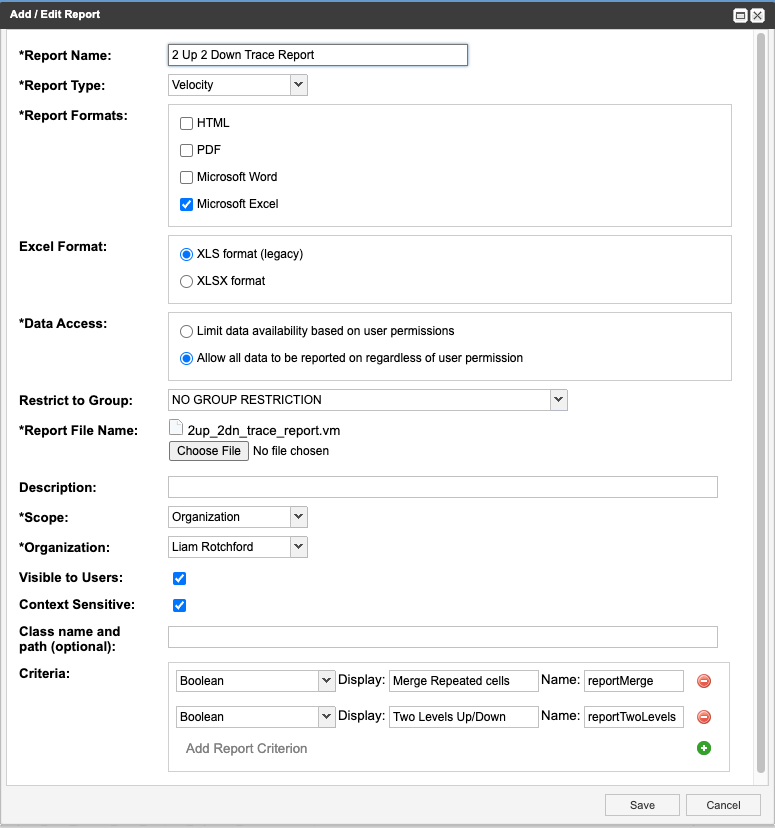 Add / Edit Report
*Report Name: 2 Up 2 Down Trace Report
*Report Type: Velocity
*Report Formats: HTML
PDF
Microsoft Word
Microsoft Excel
Excel Format: XLS format (legacy)
XLSX format
*Data Access: Limit data availability based on user permissions
Allow all data to be reported on regardless of user permission
Restrict to Group: NO GROUP RESTRICTION
*Report File Name: 2up_2dn_trace_report.vm
Choose File No file chosen
Description:
*Scope: Organization
*Organization: Liam Rotchford
Visible to Users:
Context Sensitive:
Class name and
path (optional):
Criteria: Boolean Display: Merge Repeated cells Name: reportMerge
Boolean Display: Two Levels Up/Down Name: reportTwoLevels
Add Report Criterion
Save Cancel